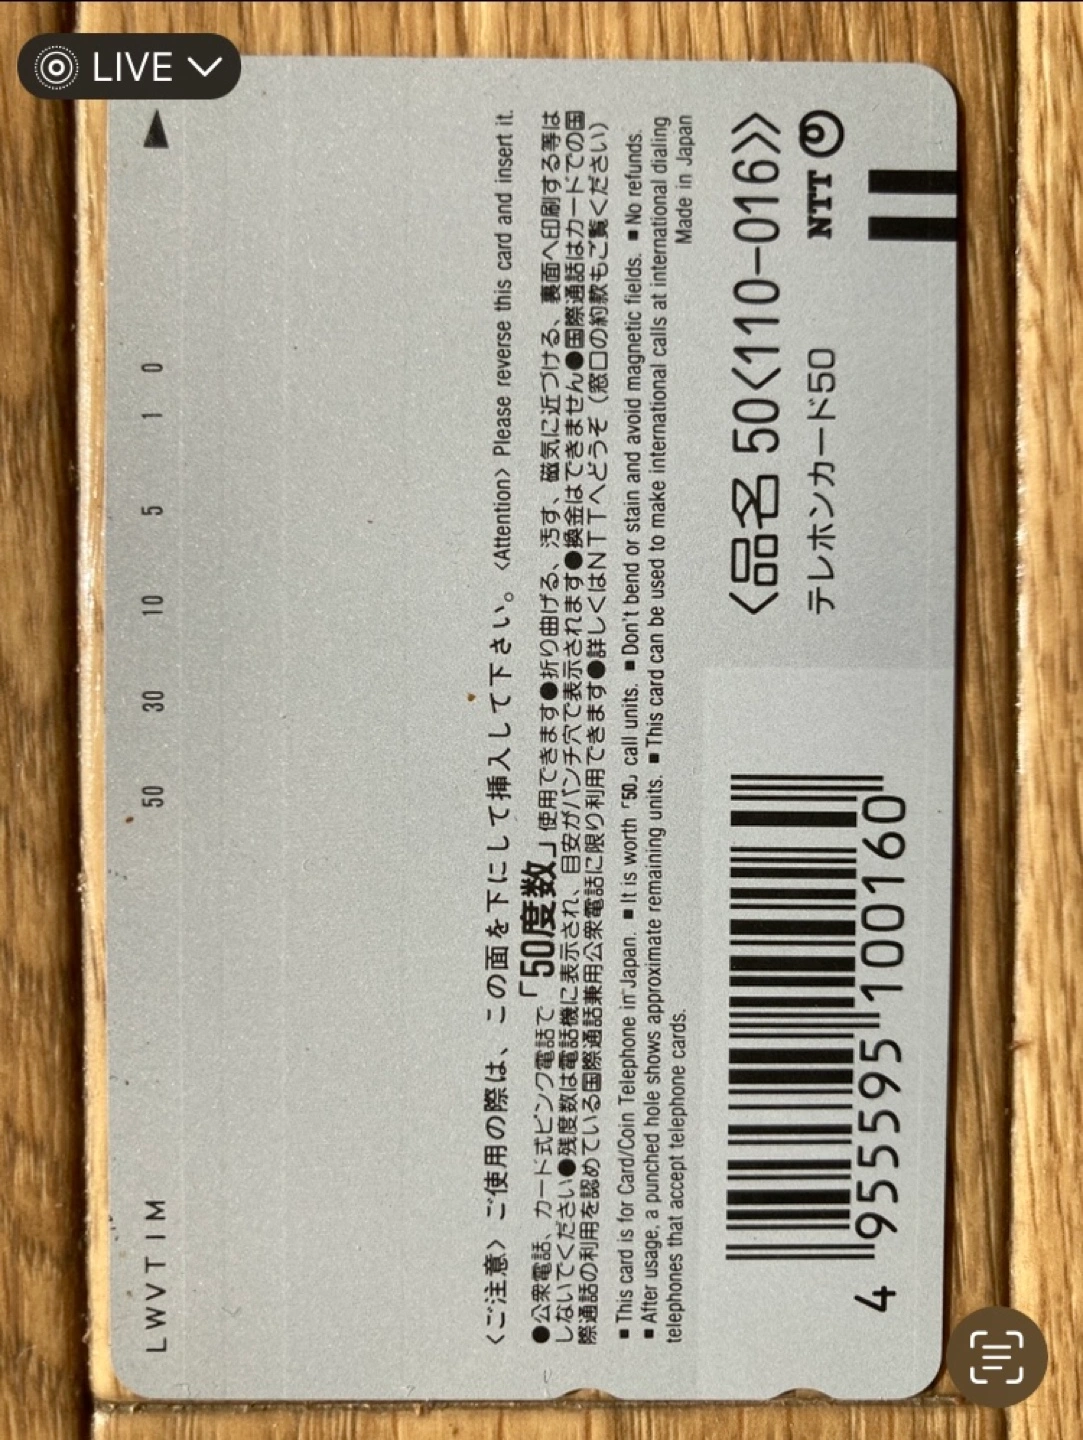 LIVE
LWVTIM 50 30 10 5 1 0
〈ご注意〉ご使用の際は、この面を下にして挿入して下さい。〈Attention〉Please reverse this card and insert it.
●公衆電話、カード式ピンク電話で「50度数」使用できます●折り曲げる、汚す、磁気に近づける、裏面へ印刷する等は
しないでください●残度数は電話機に表示され、目安がパンチ穴で表示されます●換金はできません●国際通話はカードでの国
際通話の利用を認めている国際通話兼用公衆電話に限り利用できます●詳しくはNTTへどうぞ(窓口の約款もご覧ください)
■This card is for Card/Coin Telephone in Japan. ■It is worth「50」call units. ■Don't bend or stain and avoid magnetic fields. ■No refunds.
■After usage, a punched hole shows approximate remaining units. ■This card can be used to make international calls at international dialing
telephones that accept telephone cards. Made in Japan
〈品名 50〈110-016〉〉
テレホンカード50 NTT
4 955595 100160